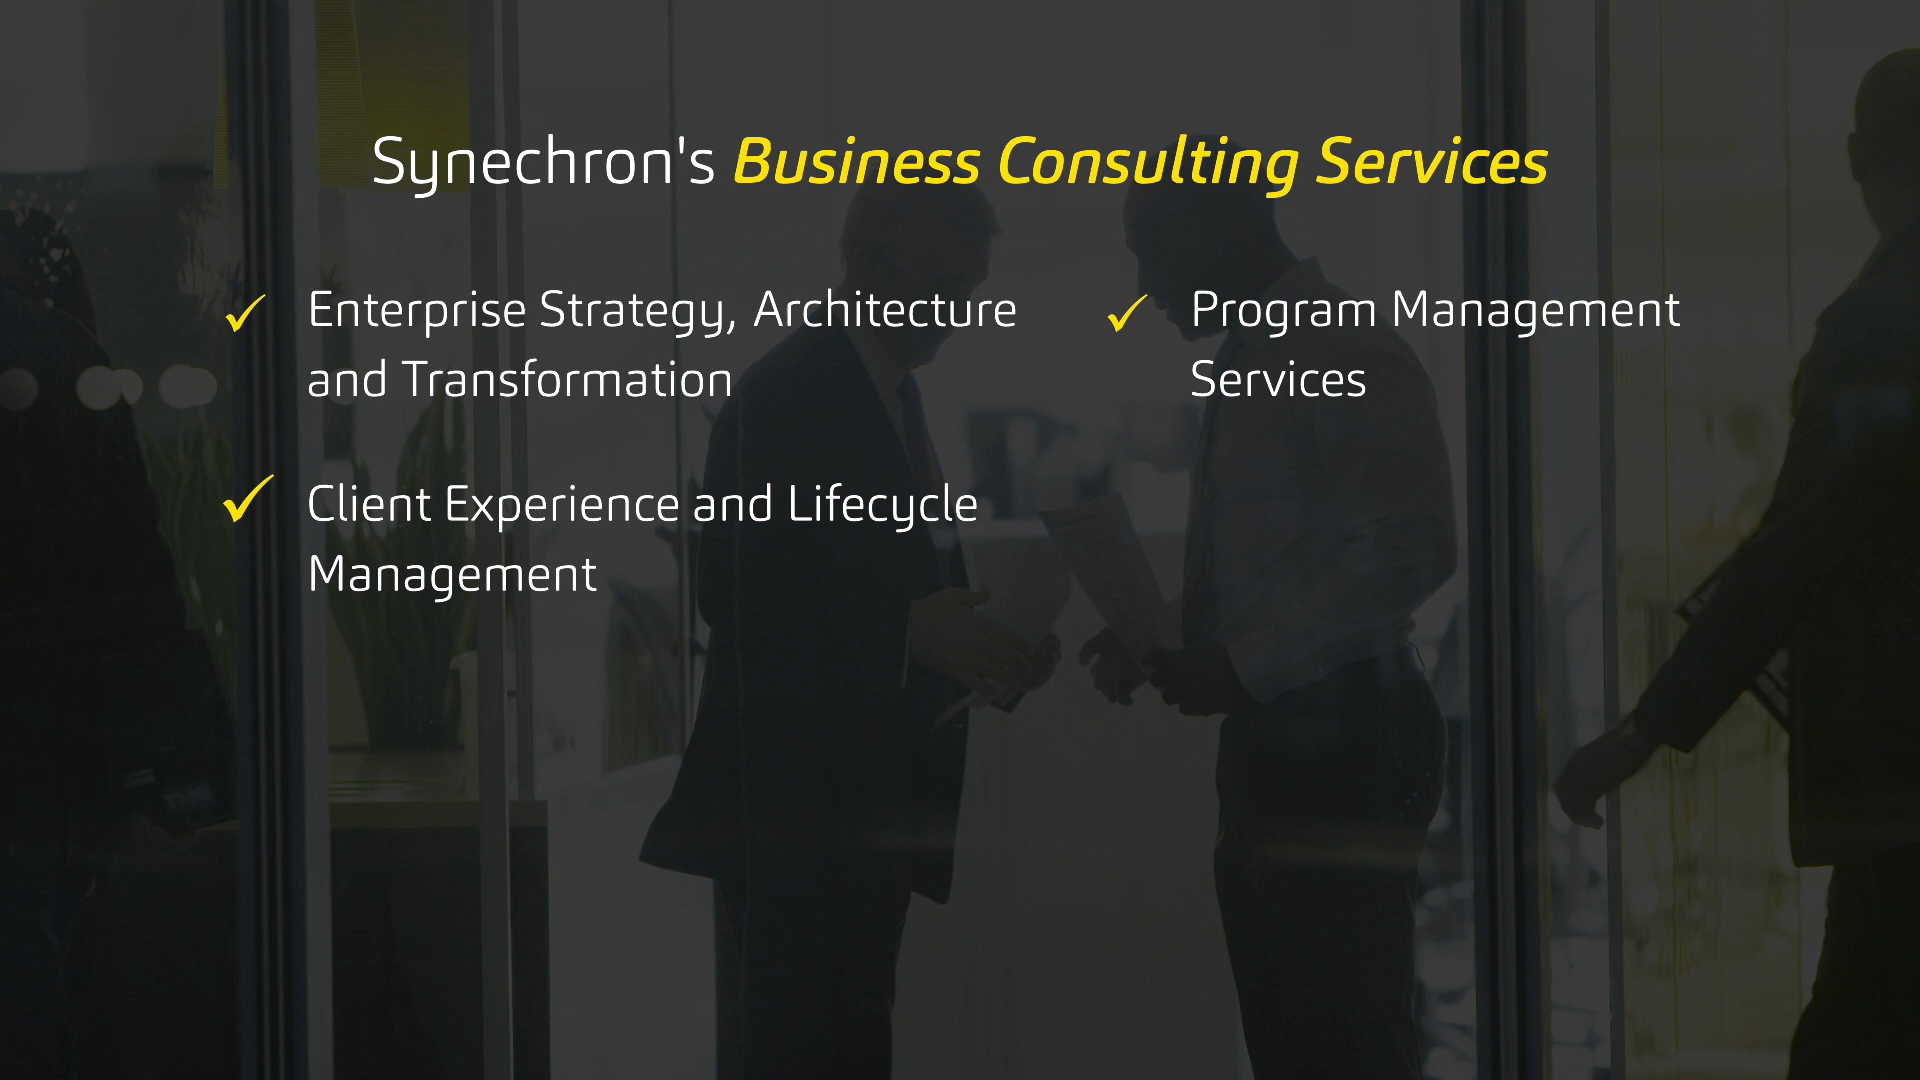 Synechron's Business Consulting Services
Enterprise Strategy, Architecture
and Transformation
Program Management
Services
Client Experience and Lifecycle
Management